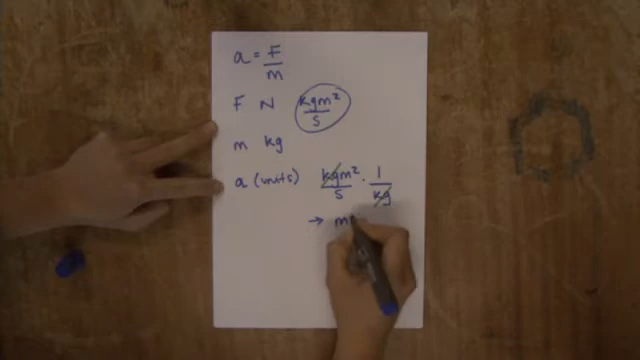 a = F/m
F N kgm²/s
m kg
a (units) kgm²/s · 1/kg
→ m